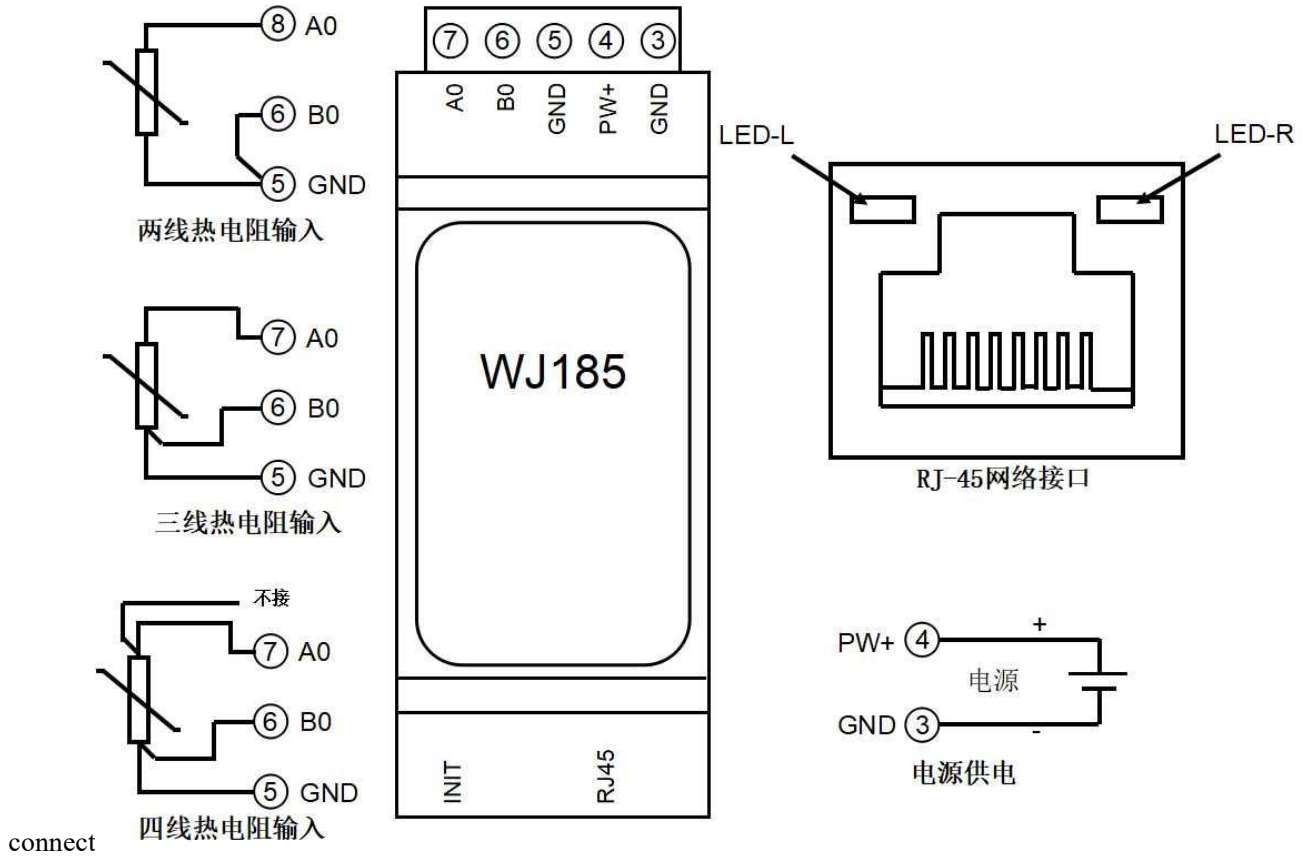 ⑧ A0
⑥ B0
⑤ GND
两线热电阻输入
⑦ A0
⑥ B0
⑤ GND
三线热电阻输入
不接
⑦ A0
⑥ B0
⑤ GND
四线热电阻输入
connect
⑦ ⑥ ⑤ ④ ③
A0 B0 GND PW+ GND
WJ185
INIT RJ45
LED-L LED-R
RJ-45网络接口
PW+ ④ +
电源
GND ③ -
电源供电